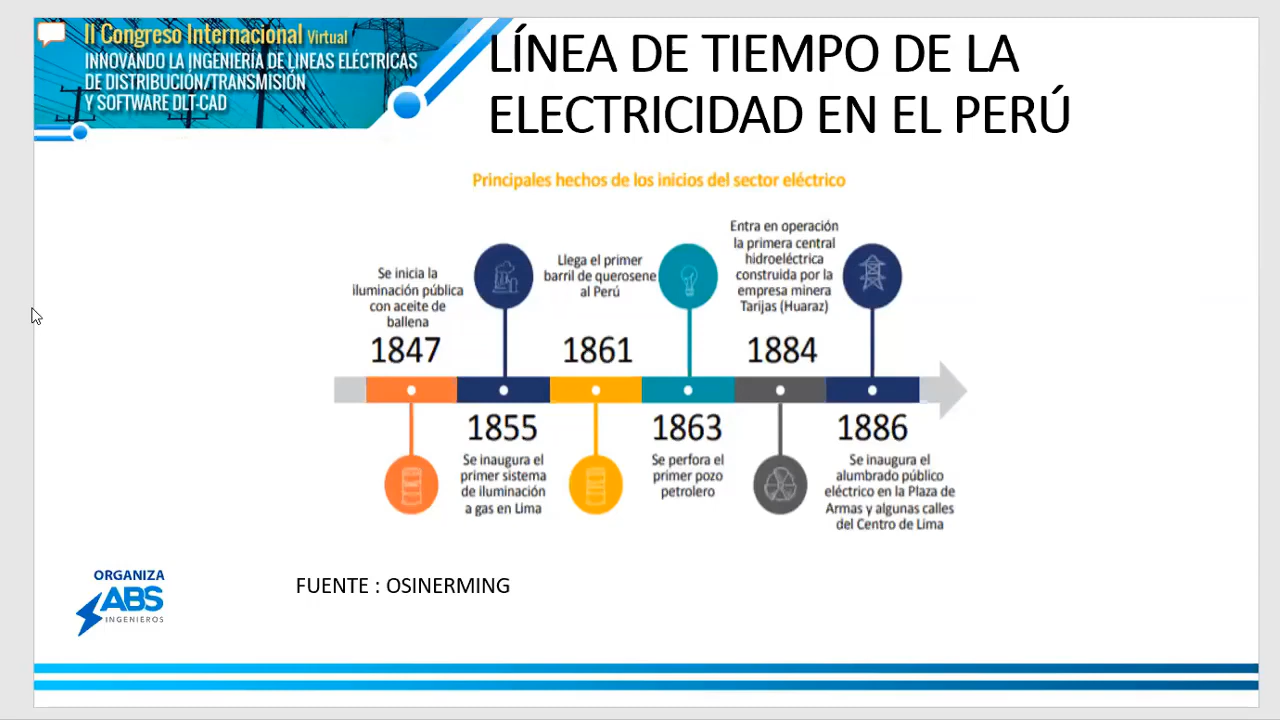 II Congreso Internacional Virtual
INNOVANDO LA INGENIERÍA DE LINEAS ELÉCTRICAS
DE DISTRIBUCIÓN/TRANSMISIÓN
Y SOFTWARE DLT-CAD
LÍNEA DE TIEMPO DE LA
ELECTRICIDAD EN EL PERÚ
Principales hechos de los inicios del sector eléctrico
Se inicia la
iluminación pública
con aceite de
ballena
1847
Se inaugura el
primer sistema
de iluminación
a gas en Lima
1855
Llega el primer
barril de querosene
al Perú
1861
1863
Se perfora el
primer pozo
petrolero
Entra en operación
la primera central
hidroeléctrica
construida por la
empresa minera
Tarijas (Huaraz)
1884
1886
Se inaugura el
alumbrado público
eléctrico en la Plaza de
Armas y algunas calles
del Centro de Lima
FUENTE : OSINERMING
ORGANIZA
ABS
INGENIEROS